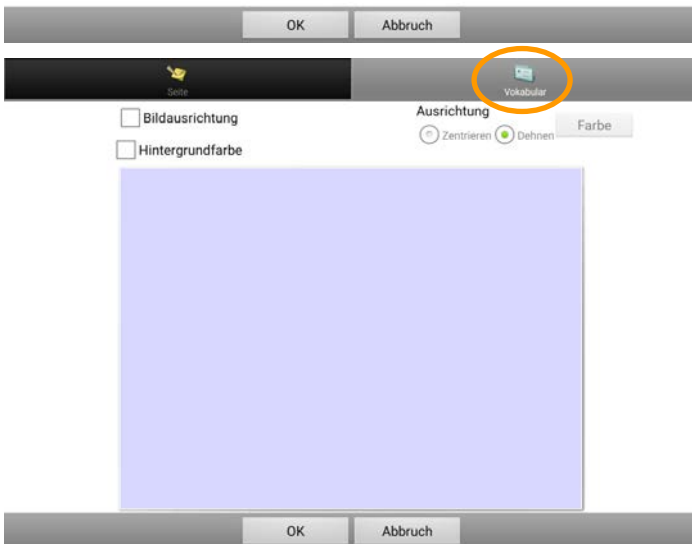 OK Abbruch
Seite Vokabular
Bildausrichtung
Hintergrundfarbe
Ausrichtung
Zentrieren Dehnen Farbe
OK Abbruch